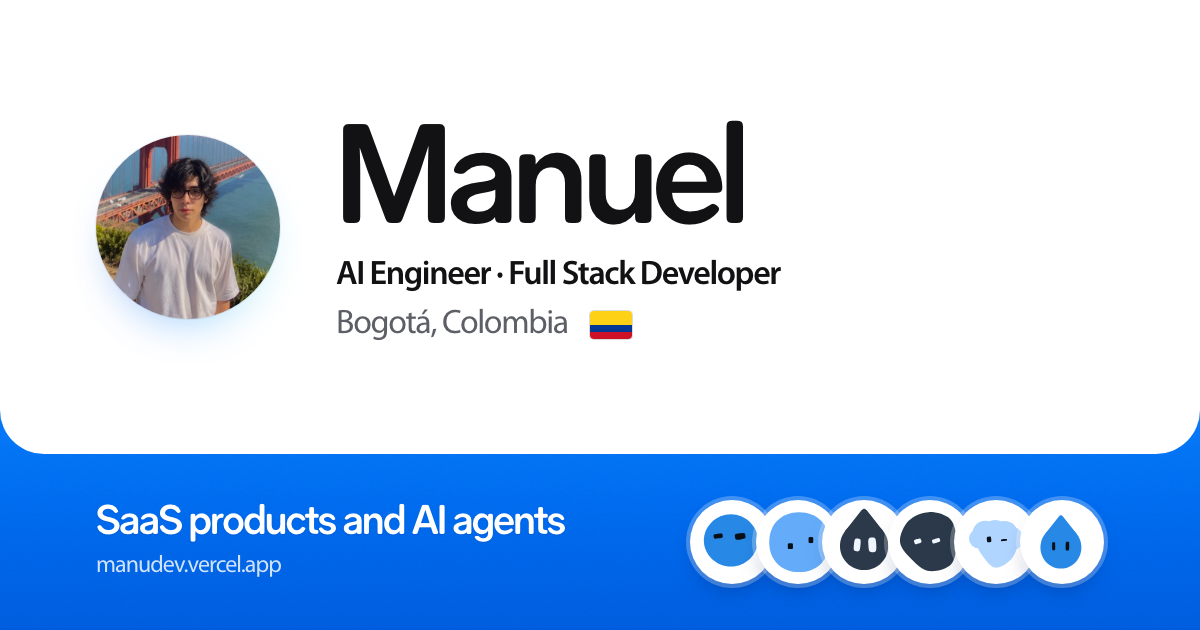 Manuel
AI Engineer · Full Stack Developer
Bogotá, Colombia
SaaS products and AI agents
manudev.vercel.app